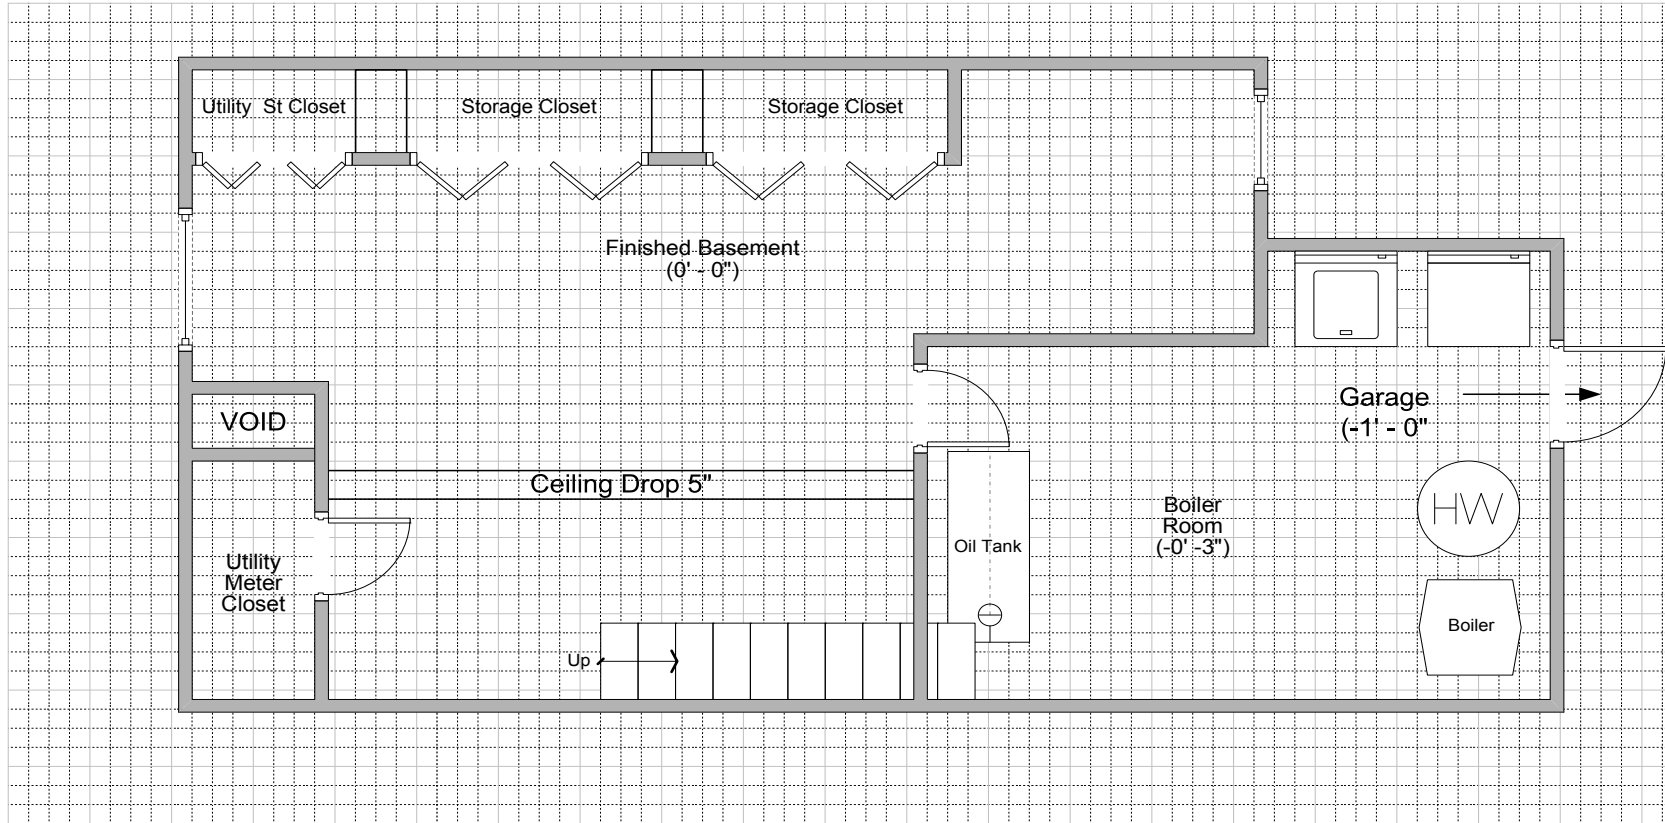 Utility St Closet
Storage Closet
Storage Closet
Finished Basement
(0' - 0")
VOID
Garage
(-1' - 0"
Ceiling Drop 5"
HW
Boiler
Room
(-0' -3")
Oil Tank
Utility
Meter
Closet
Boiler
Up